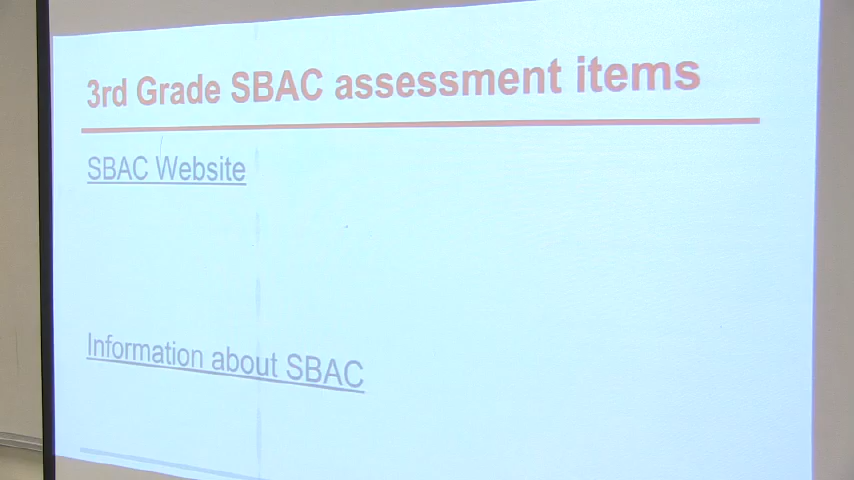 3rd Grade SBAC assessment items
SBAC Website
Information about SBAC